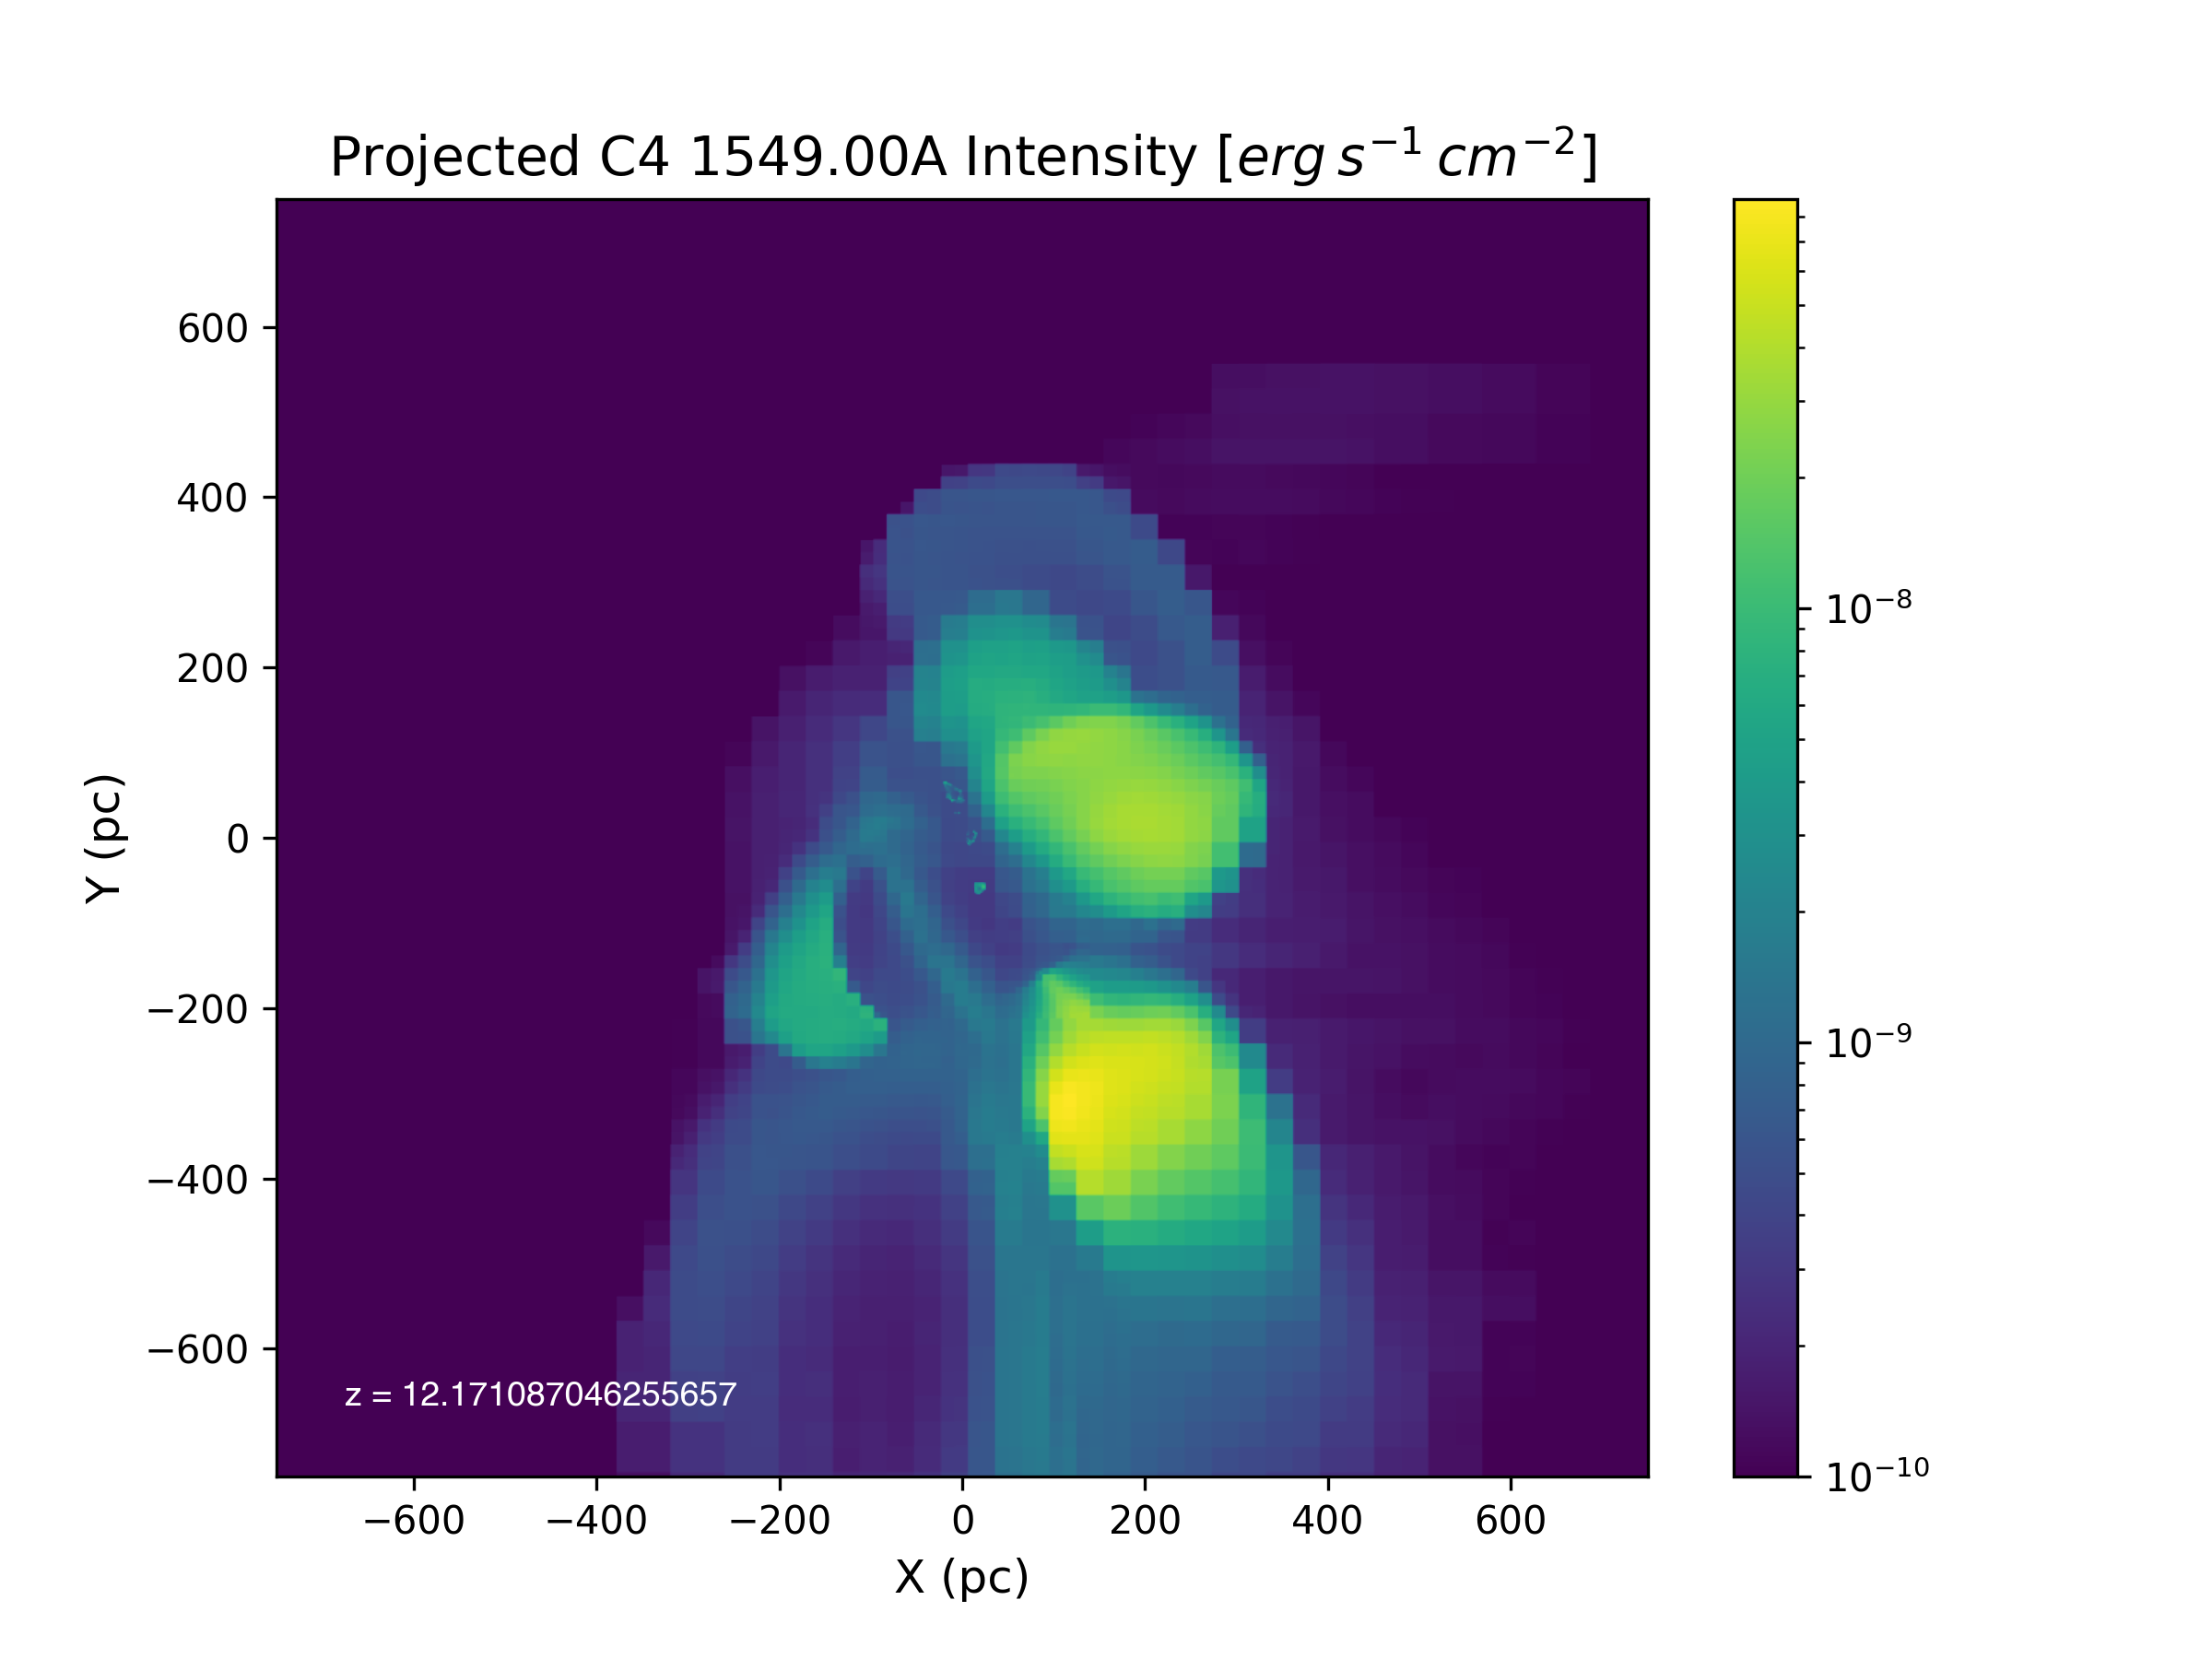 Projected C4 1549.00A Intensity [erg s⁻¹ cm⁻²]
600
400
200
0
−200
−400
−600
z = 12.171087046255657
−600 −400 −200 0 200 400 600
X (pc)
Y (pc)
10⁻⁸
10⁻⁹
10⁻¹⁰